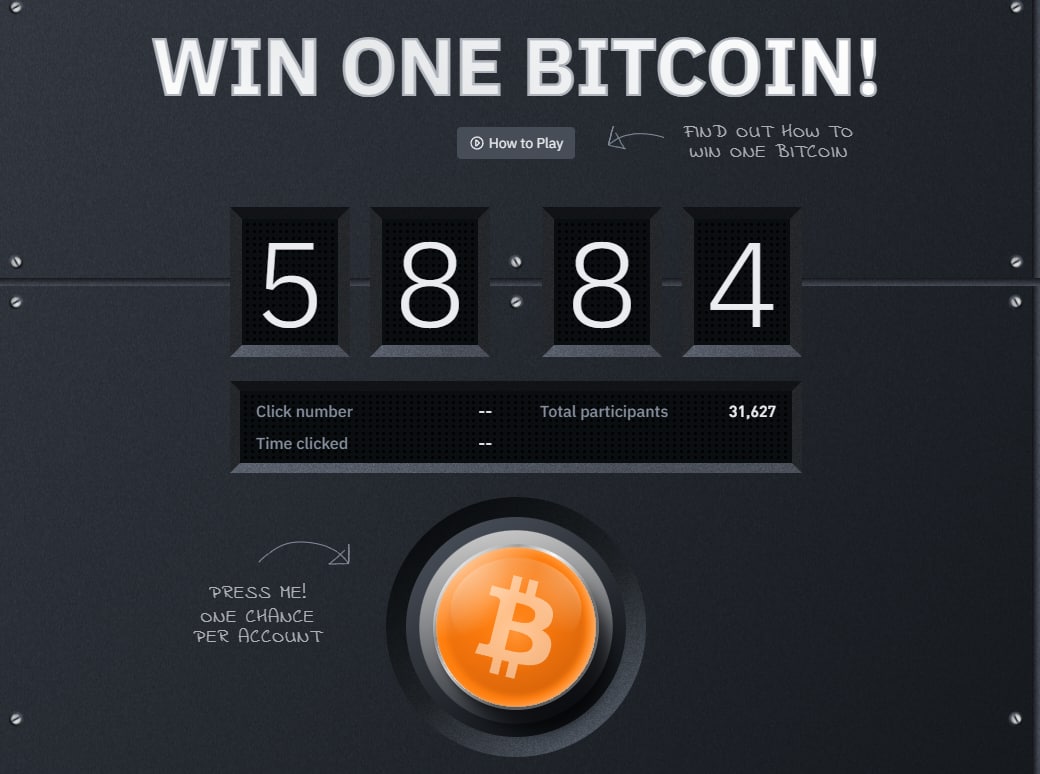 WIN ONE BITCOIN!
How to Play
FIND OUT HOW TO
WIN ONE BITCOIN
5 8 8 4
Click number -- Total participants 31,627
Time clicked --
PRESS ME!
ONE CHANCE
PER ACCOUNT